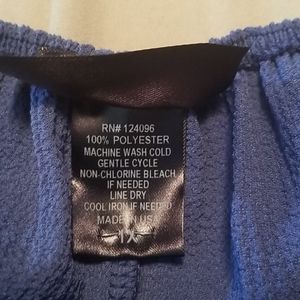 RN# 124096
100% POLYESTER
MACHINE WASH COLD
GENTLE CYCLE
NON-CHLORINE BLEACH
IF NEEDED
LINE DRY
COOL IRON IF NEEDED
MADE IN USA
1X